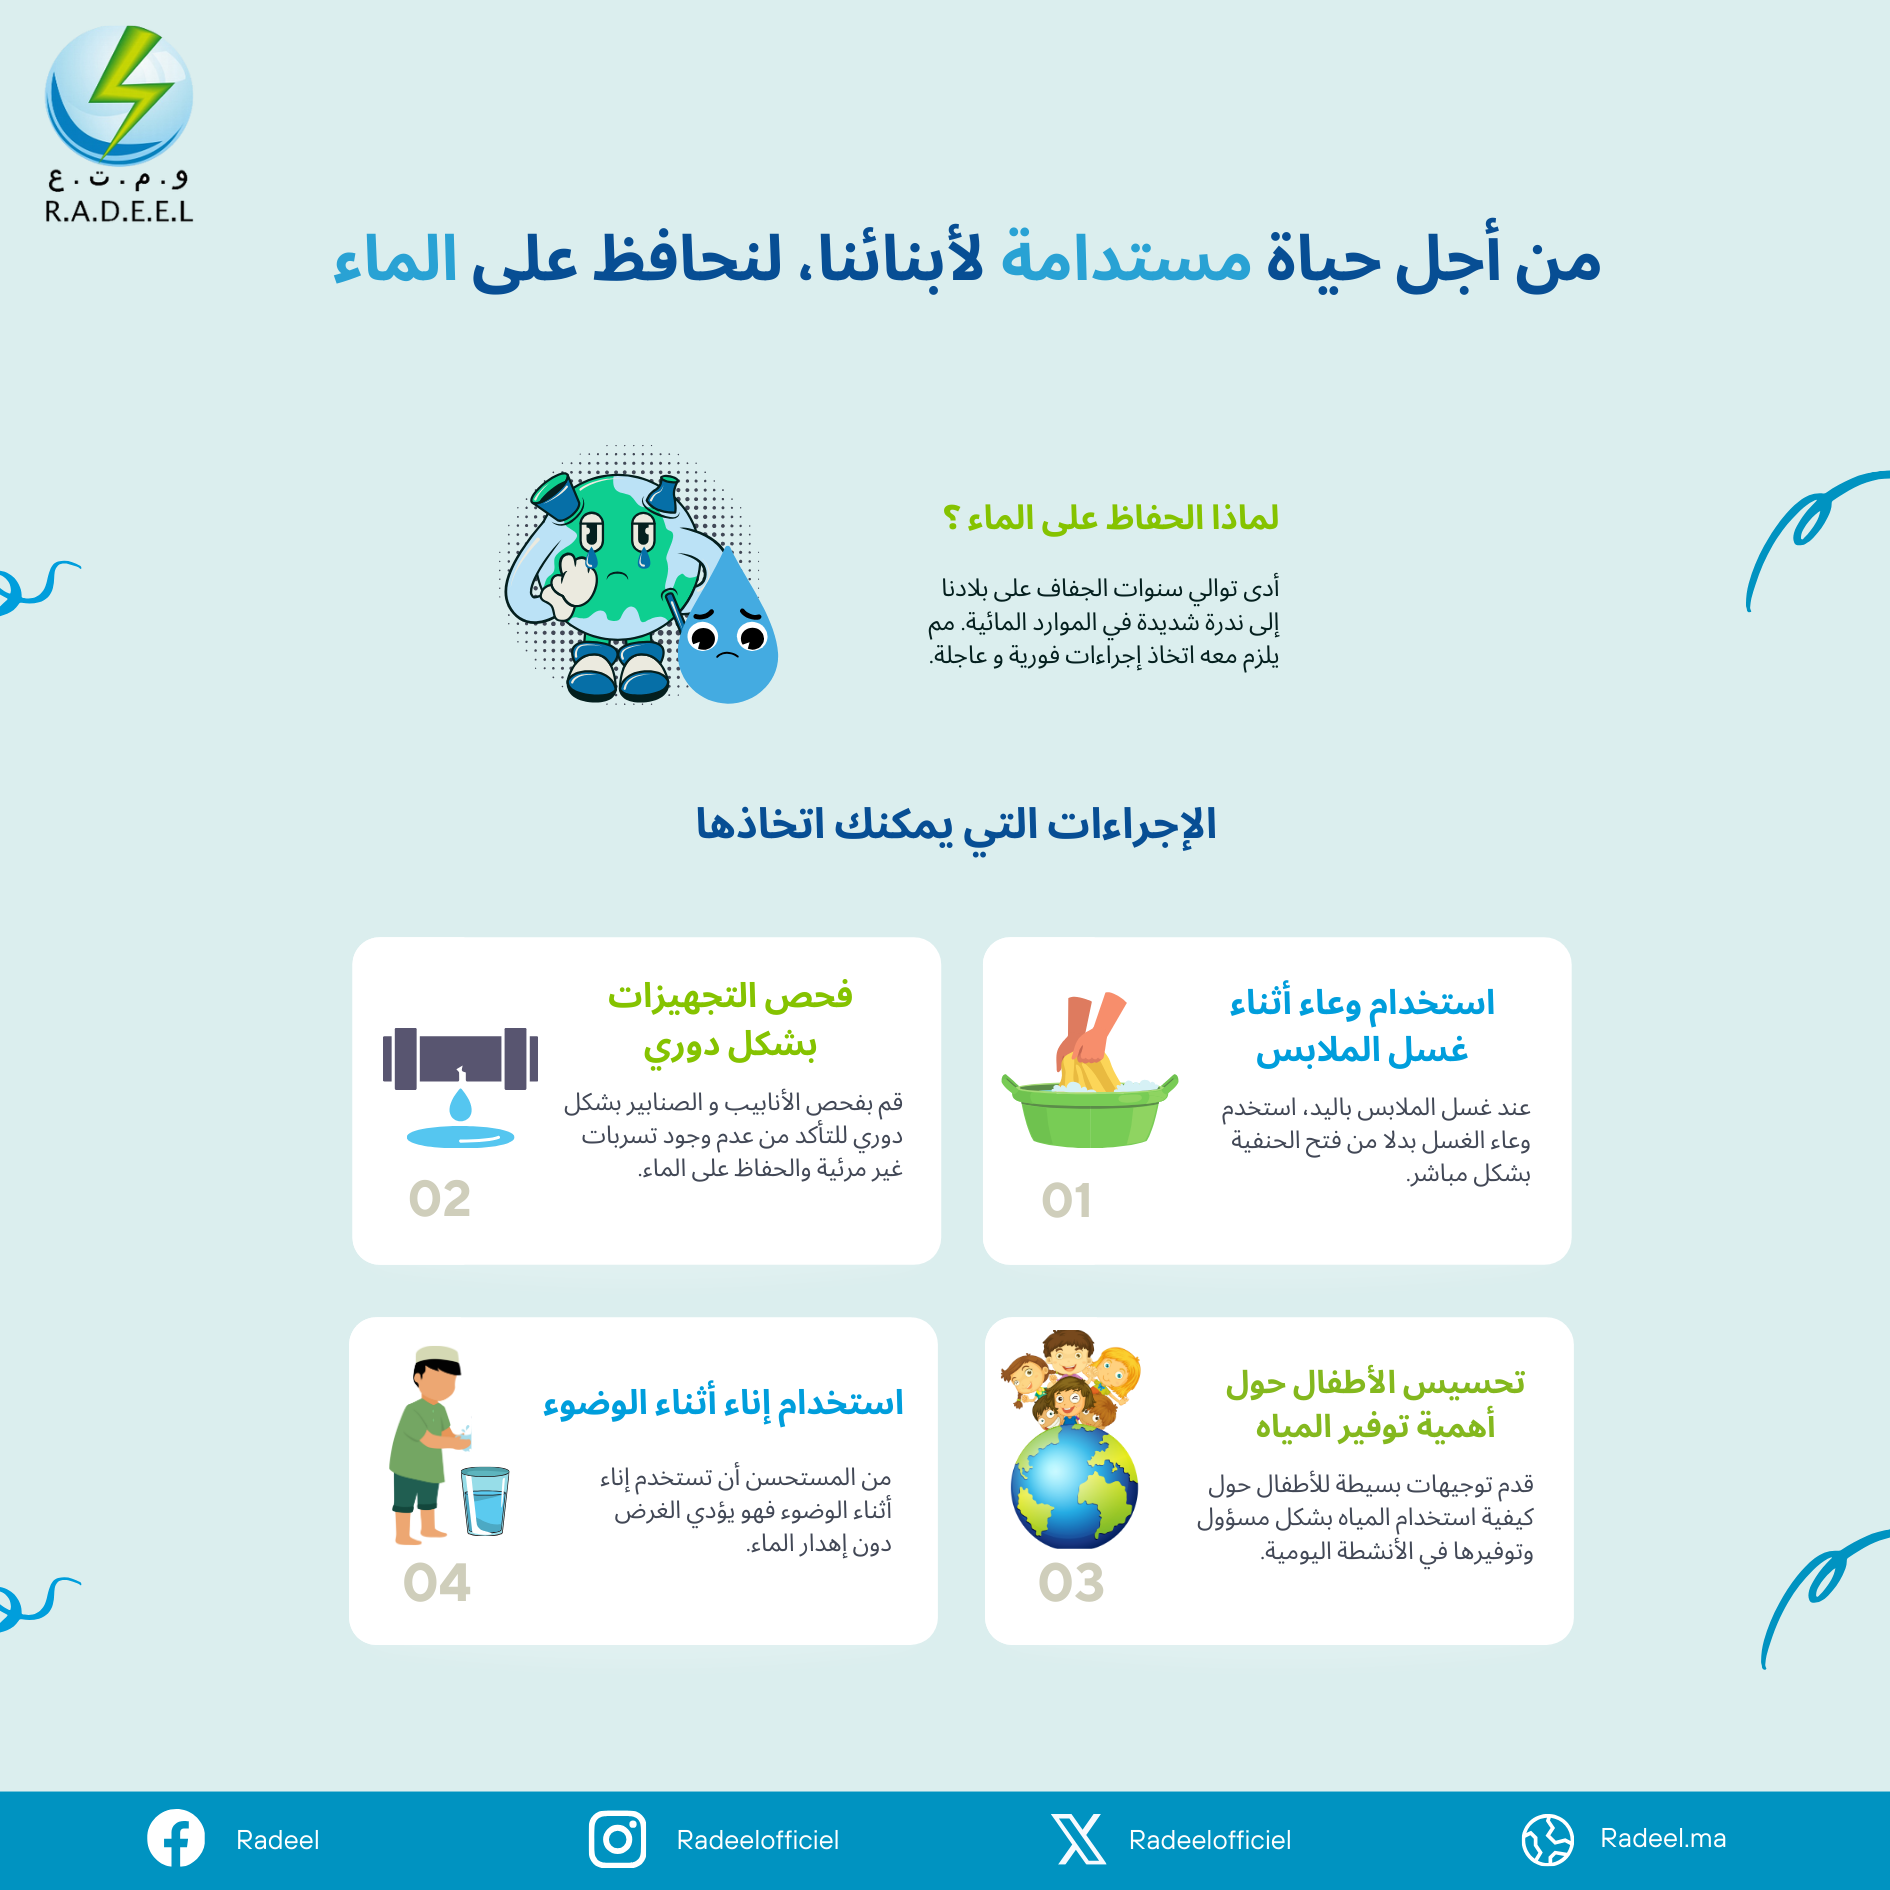 و . م . ت . ع
R.A.D.E.E.L
من أجل حياة مستدامة لأبنائنا، لنحافظ على الماء
لماذا الحفاظ على الماء ؟
أدى توالي سنوات الجفاف على بلادنا
إلى ندرة شديدة في الموارد المائية. مم
يلزم معه اتخاذ إجراءات فورية و عاجلة.
الإجراءات التي يمكنك اتخاذها
استخدام وعاء أثناء
غسل الملابس
عند غسل الملابس باليد، استخدم
وعاء الغسل بدلا من فتح الحنفية
بشكل مباشر.
01
فحص التجهيزات
بشكل دوري
قم بفحص الأنابيب و الصنابير بشكل
دوري للتأكد من عدم وجود تسربات
غير مرئية والحفاظ على الماء.
02
تحسيس الأطفال حول
أهمية توفير المياه
قدم توجيهات بسيطة للأطفال حول
كيفية استخدام المياه بشكل مسؤول
وتوفيرها في الأنشطة اليومية.
03
استخدام إناء أثناء الوضوء
من المستحسن أن تستخدم إناء
أثناء الوضوء فهو يؤدي الغرض
دون إهدار الماء.
04
Radeel
Radeelofficiel
Radeelofficiel
Radeel.ma